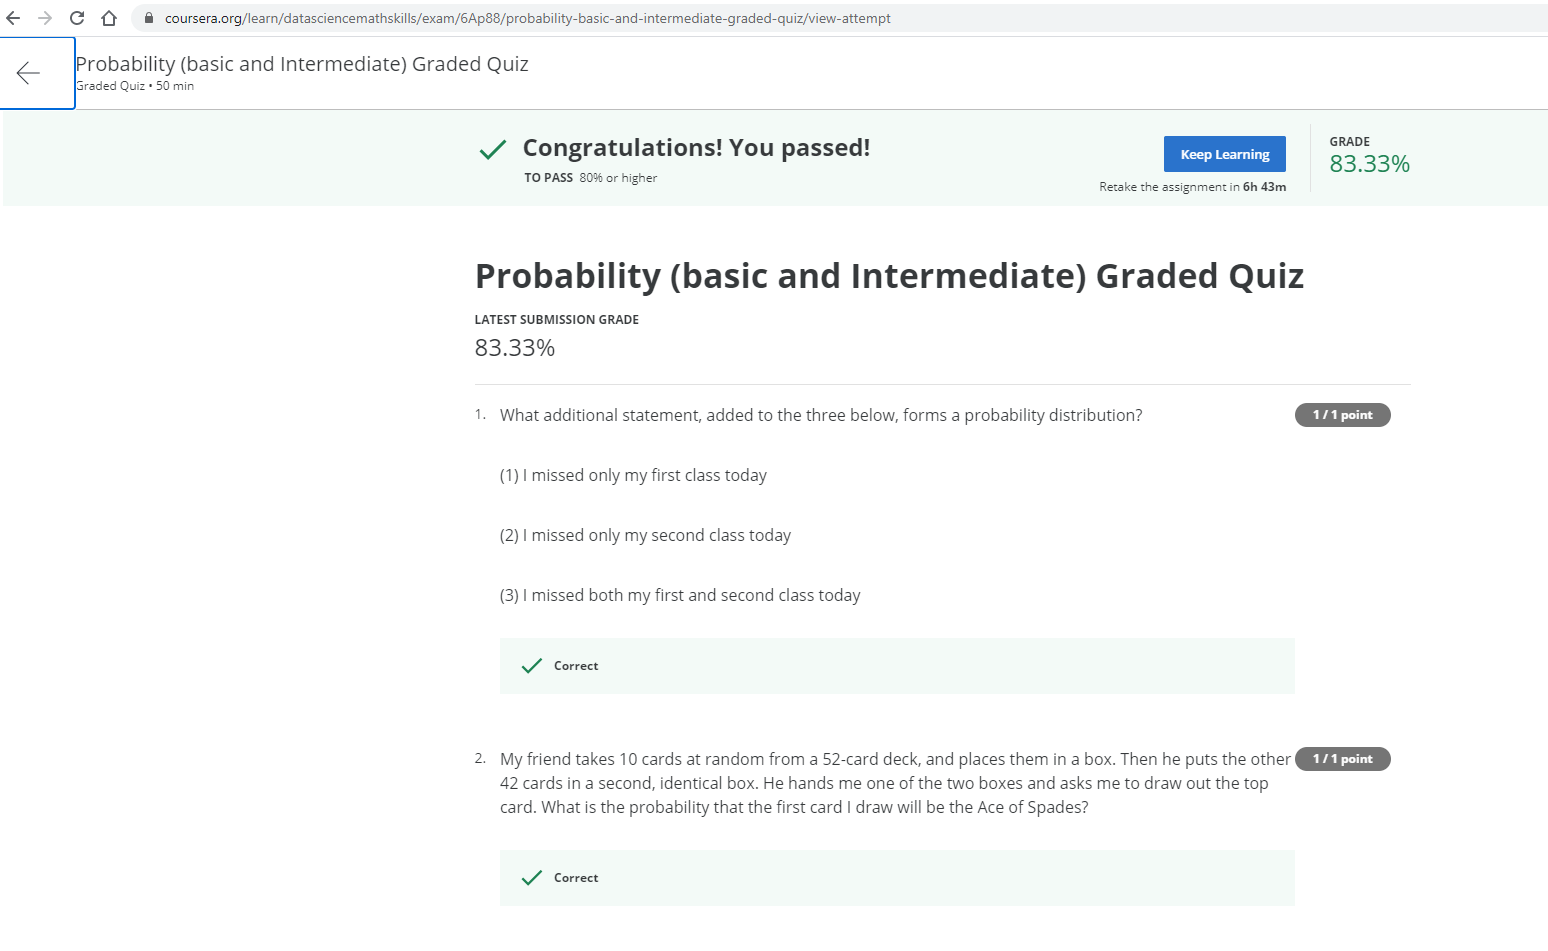 coursera.org/learn/datasciencemathskills/exam/6Ap88/probability-basic-and-intermediate-graded-quiz/view-attempt
Probability (basic and Intermediate) Graded Quiz
Graded Quiz • 50 min
Congratulations! You passed!
TO PASS 80% or higher
Keep Learning
Retake the assignment in 6h 43m
GRADE
83.33%
Probability (basic and Intermediate) Graded Quiz
LATEST SUBMISSION GRADE
83.33%
1. What additional statement, added to the three below, forms a probability distribution?
1 / 1 point
(1) I missed only my first class today
(2) I missed only my second class today
(3) I missed both my first and second class today
Correct
2. My friend takes 10 cards at random from a 52-card deck, and places them in a box. Then he puts the other
1 / 1 point
42 cards in a second, identical box. He hands me one of the two boxes and asks me to draw out the top
card. What is the probability that the first card I draw will be the Ace of Spades?
Correct